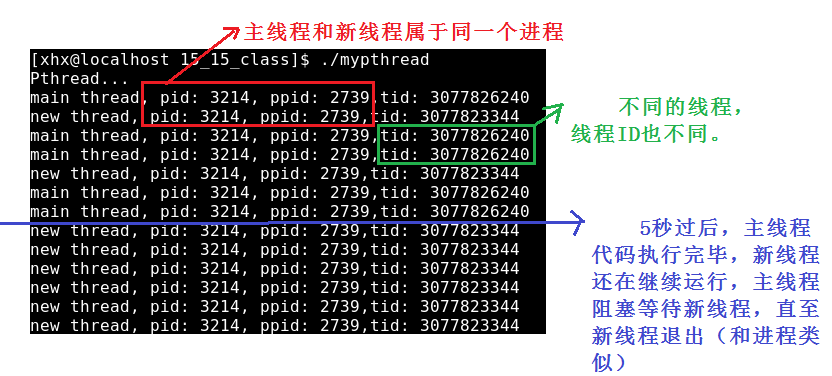 主线程和新线程属于同一个进程
[xhx@localhost 15_15_class]$ ./mypthread
Pthread...
main thread, pid: 3214, ppid: 2739,tid: 3077826240
new thread, pid: 3214, ppid: 2739,tid: 3077823344
main thread, pid: 3214, ppid: 2739,tid: 3077826240
main thread, pid: 3214, ppid: 2739,tid: 3077826240
new thread, pid: 3214, ppid: 2739,tid: 3077823344
main thread, pid: 3214, ppid: 2739,tid: 3077826240
main thread, pid: 3214, ppid: 2739,tid: 3077826240
new thread, pid: 3214, ppid: 2739,tid: 3077823344
new thread, pid: 3214, ppid: 2739,tid: 3077823344
new thread, pid: 3214, ppid: 2739,tid: 3077823344
new thread, pid: 3214, ppid: 2739,tid: 3077823344
new thread, pid: 3214, ppid: 2739,tid: 3077823344
new thread, pid: 3214, ppid: 2739,tid: 3077823344
不同的线程，
线程ID也不同。
5秒过后，主线程
代码执行完毕，新线程
还在继续运行，主线程
阻塞等待新线程，直至
新线程退出（和进程类
似）